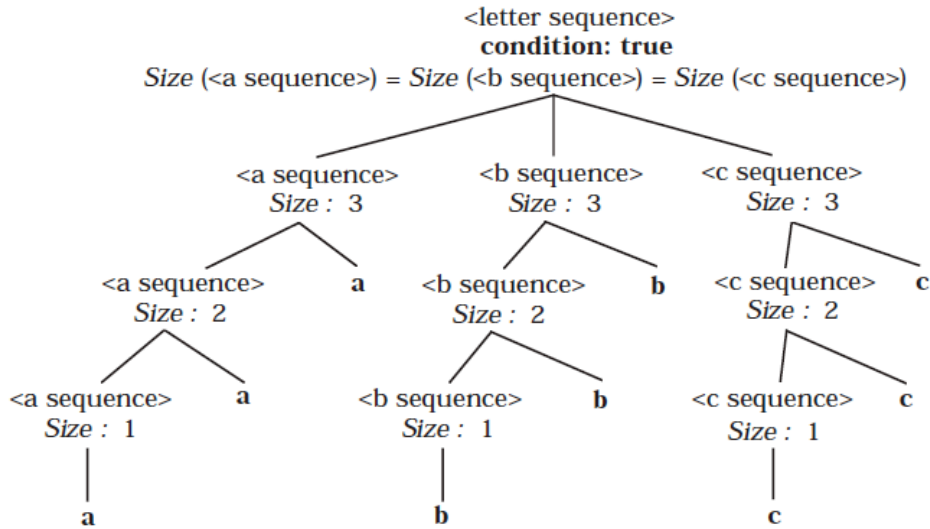 <letter sequence>
condition: true
Size (<a sequence>) = Size (<b sequence>) = Size (<c sequence>)
<a sequence> <b sequence> <c sequence>
Size : 3 Size : 3 Size : 3
<a sequence> a <b sequence> b <c sequence> c
Size : 2 Size : 2 Size : 2
<a sequence> a <b sequence> b <c sequence> c
Size : 1 Size : 1 Size : 1
a b c